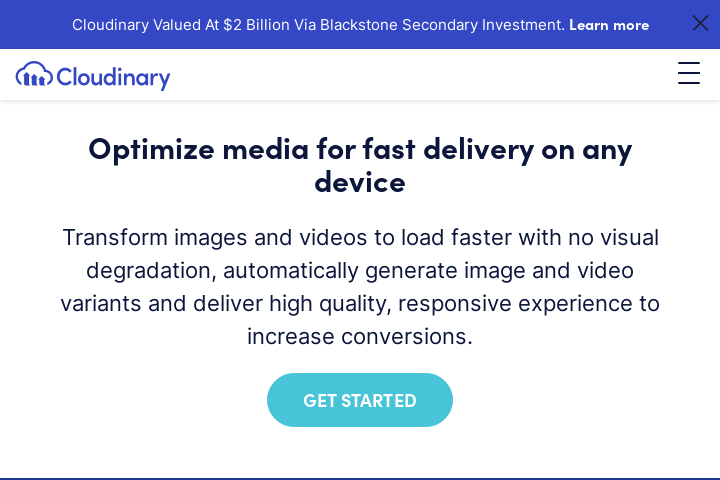 Cloudinary Valued At $2 Billion Via Blackstone Secondary Investment. Learn more
Cloudinary
Optimize media for fast delivery on any
device
Transform images and videos to load faster with no visual
degradation, automatically generate image and video
variants and deliver high quality, responsive experience to
increase conversions.
GET STARTED